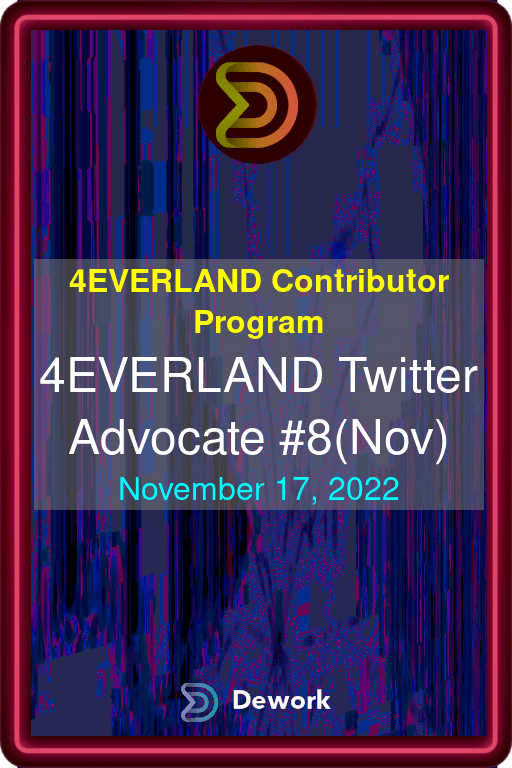 4EVERLAND Contributor
Program
4EVERLAND Twitter
Advocate #8(Nov)
November 17, 2022
Dework